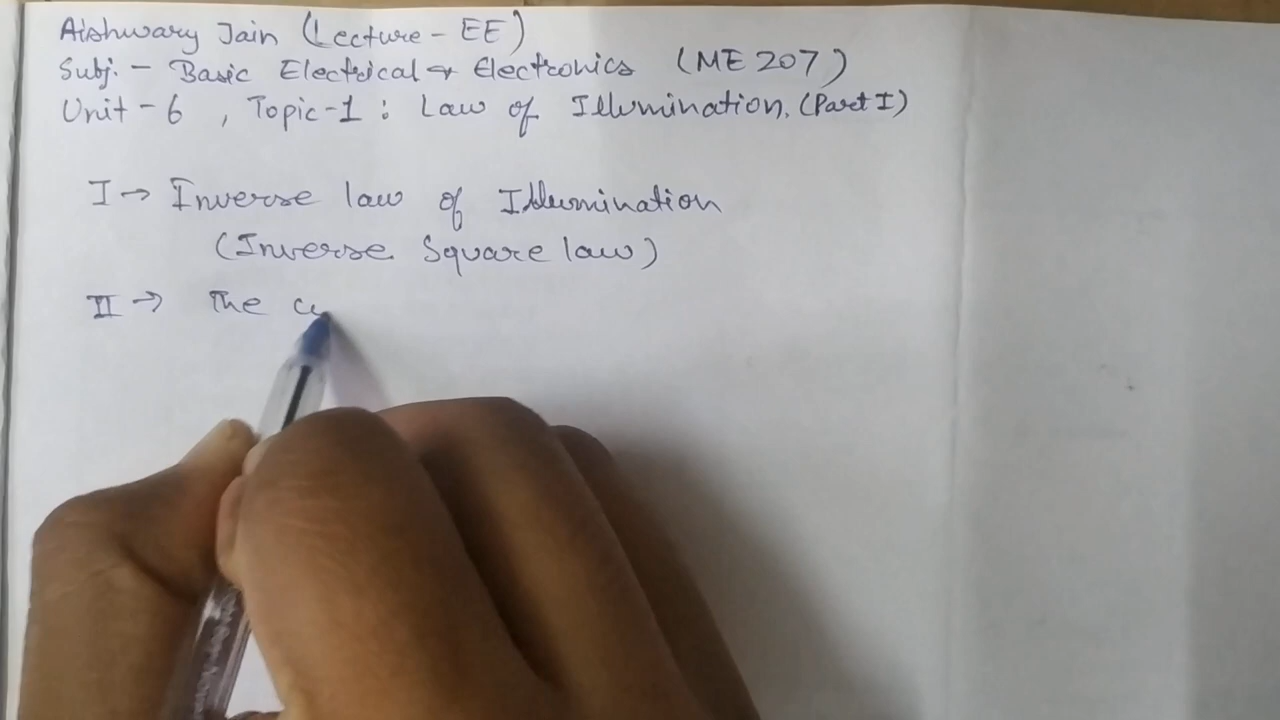 Aishwary Jain (Lecture - EE)
Subj. - Basic Electrical & Electronics (ME 207)
Unit - 6 , Topic-1 : Law of Illumination. (Part I)
I → Inverse law of Illumination
(Inverse Square law)
II → The